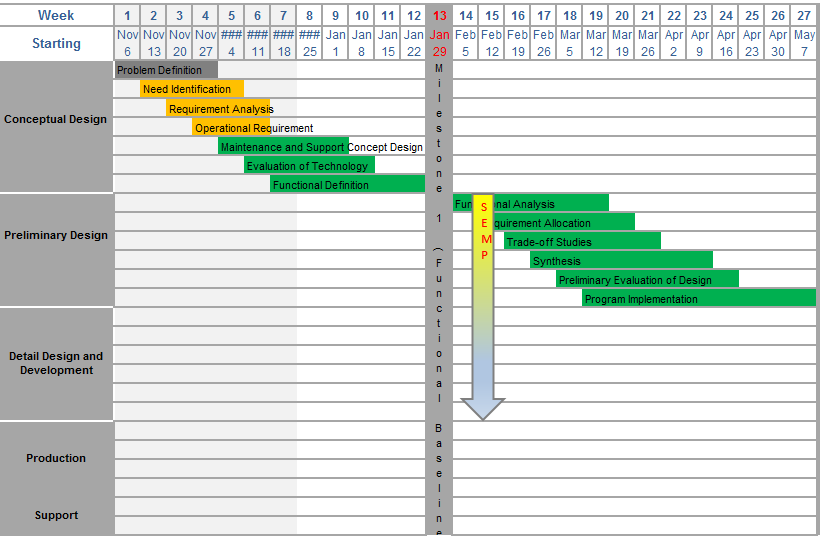 Week 1 2 3 4 5 6 7 8 9 10 11 12 13 14 15 16 17 18 19 20 21 22 23 24 25 26 27
Starting Nov 6 Nov 13 Nov 20 Nov 27 ### 4 ### 11 ### 18 ### 25 Jan 1 Jan 8 Jan 15 Jan 22 Jan 29 Feb 5 Feb 12 Feb 19 Feb 26 Mar 5 Mar 12 Mar 19 Mar 26 Apr 2 Apr 9 Apr 16 Apr 23 Apr 30 May 7
Conceptual Design
Problem Definition
Need Identification
Requirement Analysis
Operational Requirement
Maintenance and Support Concept Design
Evaluation of Technology
Functional Definition
Milestone 1 (Functional Baseline
Preliminary Design
SEMP
Fun onal Analysis
quirement Allocation
Trade-off Studies
Synthesis
Preliminary Evaluation of Design
Program Implementation
Detail Design and
Development
Production
Support